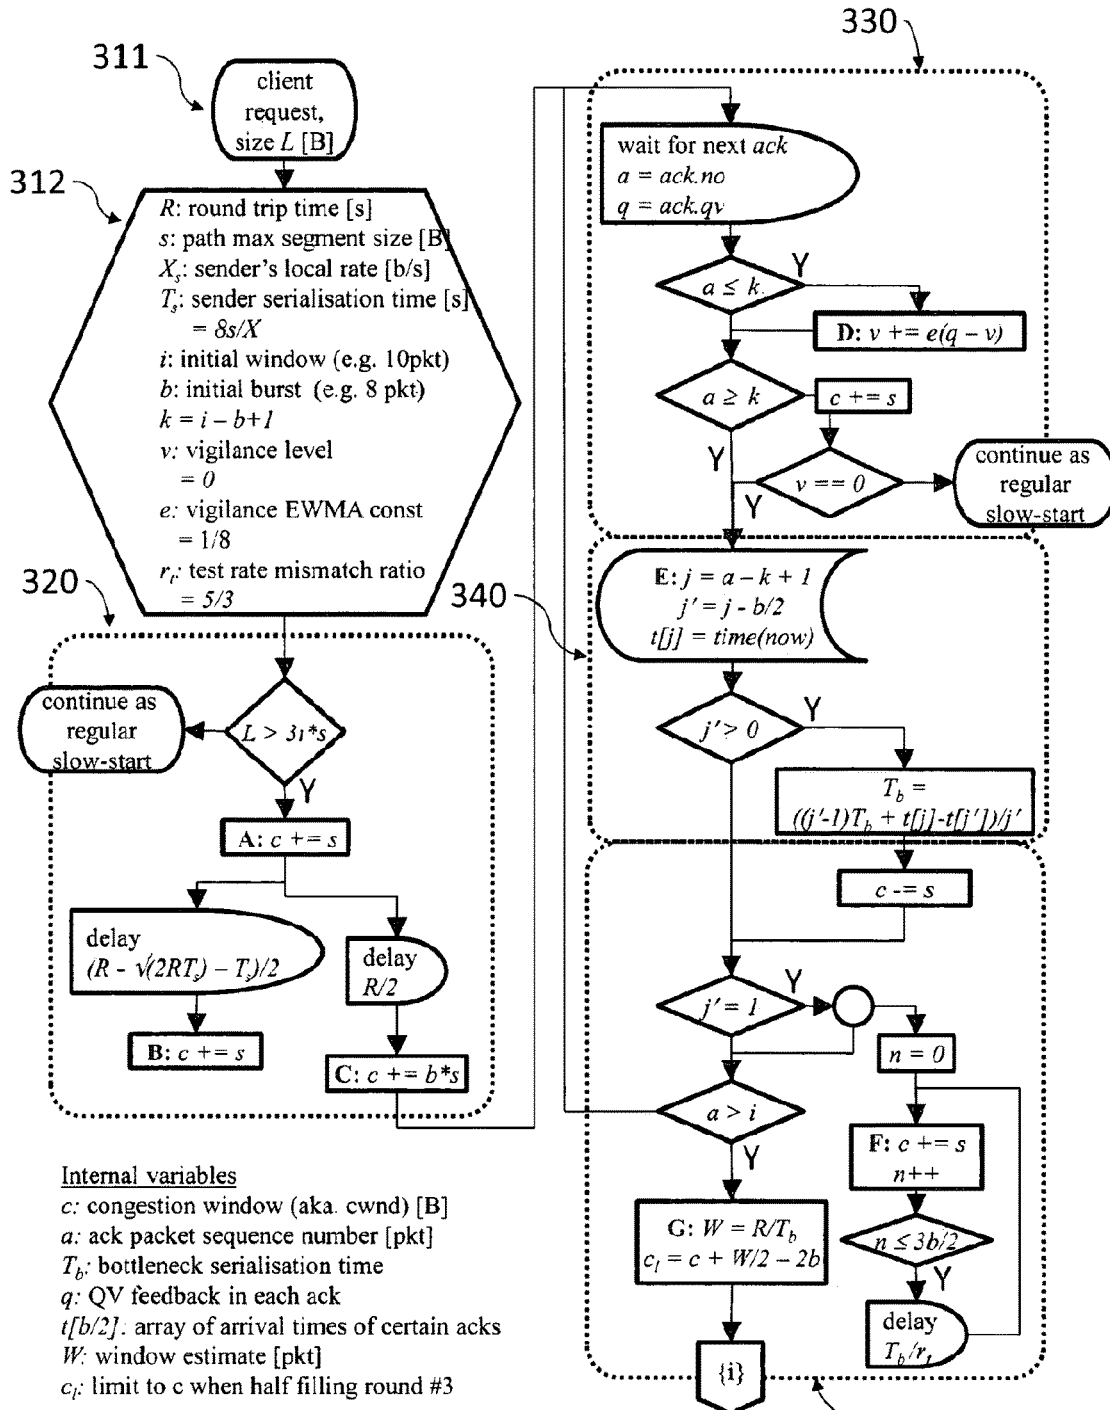 311
client
request,
size L [B]
312
R: round trip time [s]
s: path max segment size [B]
Xs: sender's local rate [b/s]
Ts: sender serialisation time [s]
= 8s/X
i: initial window (e.g. 10pkt)
b: initial burst (e.g. 8 pkt)
k = i – b+1
v: vigilance level
= 0
e: vigilance EWMA const
= 1/8
rt: test rate mismatch ratio
= 5/3
320
continue as
regular
slow-start
L > 3i*s
Y
A: c += s
delay
(R - √(2RTs) – Ts)/2
delay
R/2
B: c += s
C: c += b*s
Internal variables
c: congestion window (aka. cwnd) [B]
a: ack packet sequence number [pkt]
Tb: bottleneck serialisation time
q: QV feedback in each ack
t[b/2]: array of arrival times of certain acks
W: window estimate [pkt]
cl: limit to c when half filling round #3
330
wait for next ack
a = ack.no
q = ack.qv
a ≤ k
Y
D: v += e(q – v)
a ≥ k
c += s
Y
v == 0
Y
continue as
regular
slow-start
340
E: j = a – k + 1
j' = j - b/2
t[j] = time(now)
j' > 0
Y
Tb =
((j'-1)Tb + t[j]-t[j'])/j'
c -= s
j' = 1
Y
n = 0
a > i
Y
F: c += s
n++
G: W = R/Tb
cl = c + W/2 – 2b
n ≤ 3b/2
Y
delay
Tb/rt
{i}